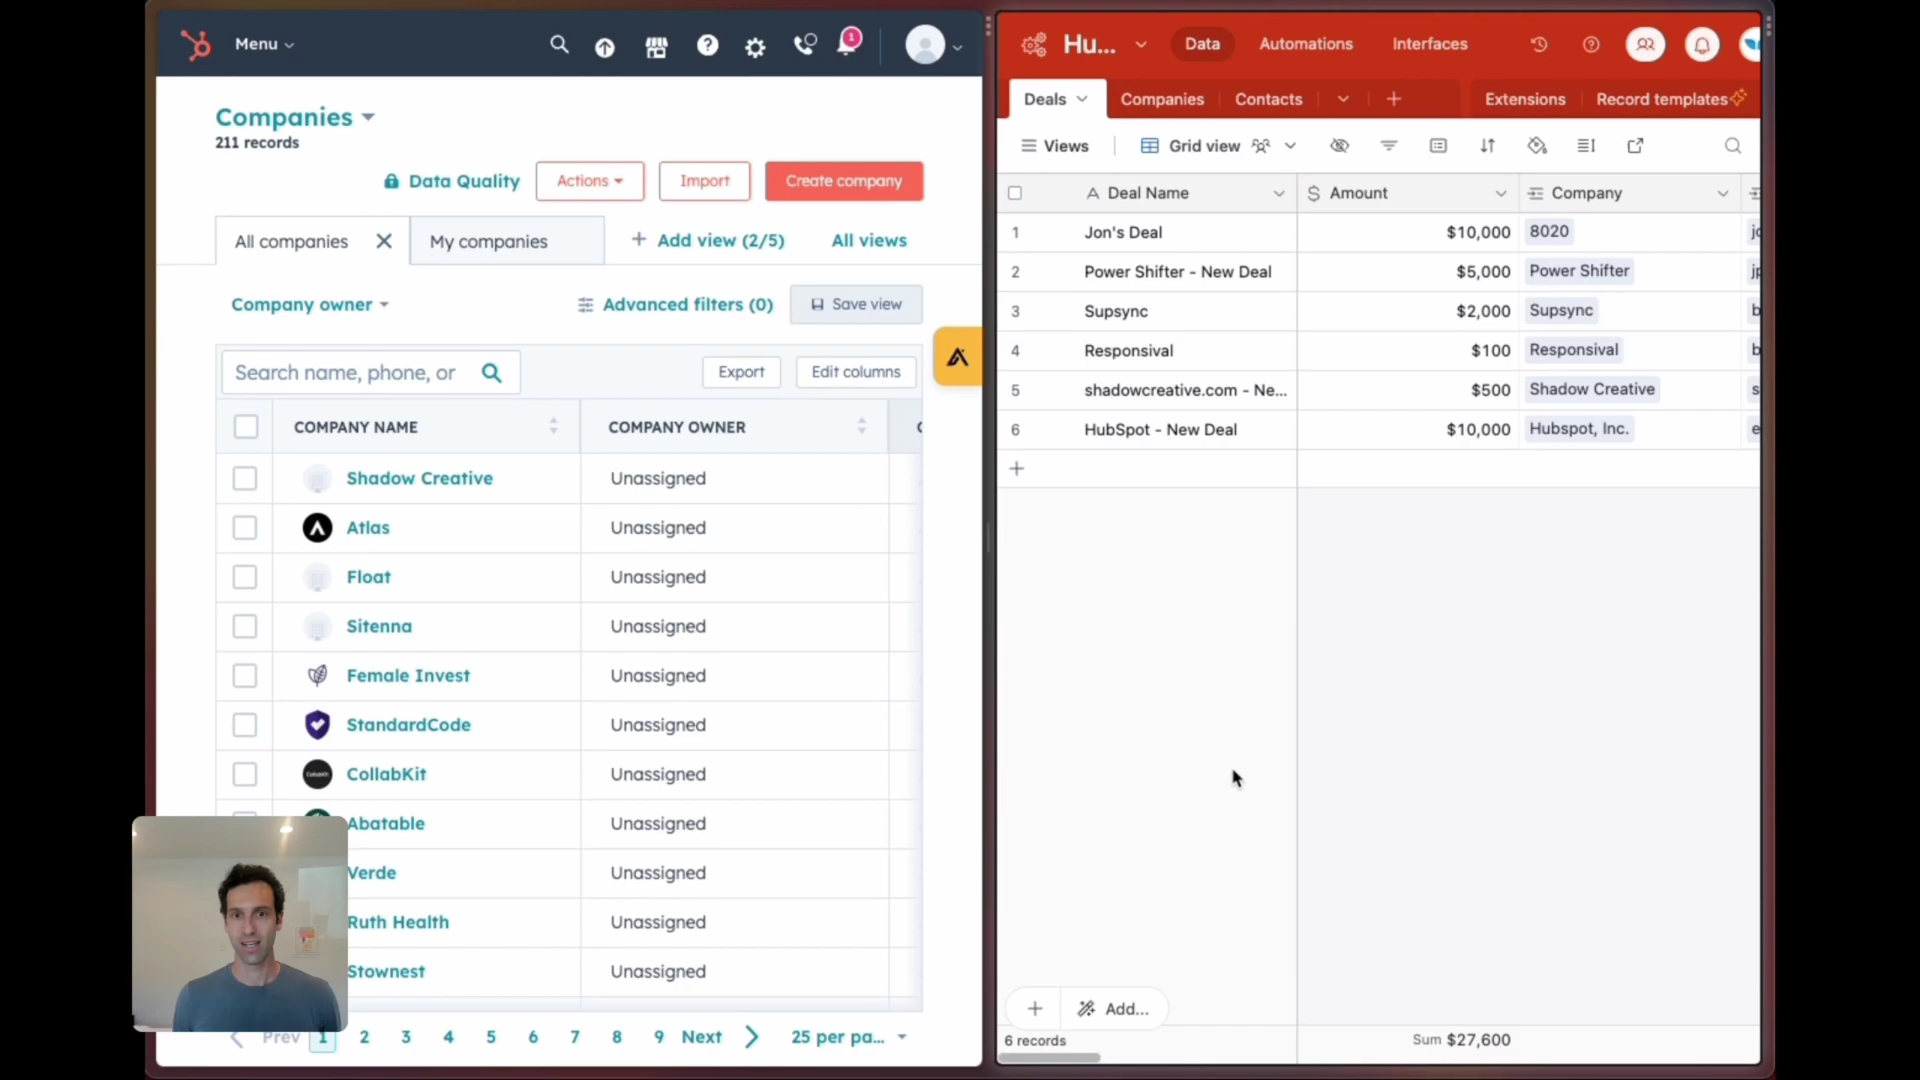 Menu
1
Companies
211 records
Data Quality
Actions
Import
Create company
All companies
My companies
+ Add view (2/5)
All views
Company owner
Advanced filters (0)
Save view
Search name, phone, or
Export
Edit columns
COMPANY NAME
COMPANY OWNER
Shadow Creative
Unassigned
Atlas
Unassigned
Float
Unassigned
Sitenna
Unassigned
Female Invest
Unassigned
StandardCode
Unassigned
CollabKit
Unassigned
Abatable
Unassigned
Verde
Unassigned
Ruth Health
Unassigned
Stownest
Unassigned
Prev 1 2 3 4 5 6 7 8 9 Next
25 per pa...
Hu...
Data
Automations
Interfaces
Deals
Companies
Contacts
Extensions
Record templates
Views
Grid view
Deal Name
Amount
Company
1 Jon's Deal $10,000 8020
2 Power Shifter - New Deal $5,000 Power Shifter
3 Supsync $2,000 Supsync
4 Responsival $100 Responsival
5 shadowcreative.com - Ne... $500 Shadow Creative
6 HubSpot - New Deal $10,000 Hubspot, Inc.
Add...
6 records
Sum $27,600